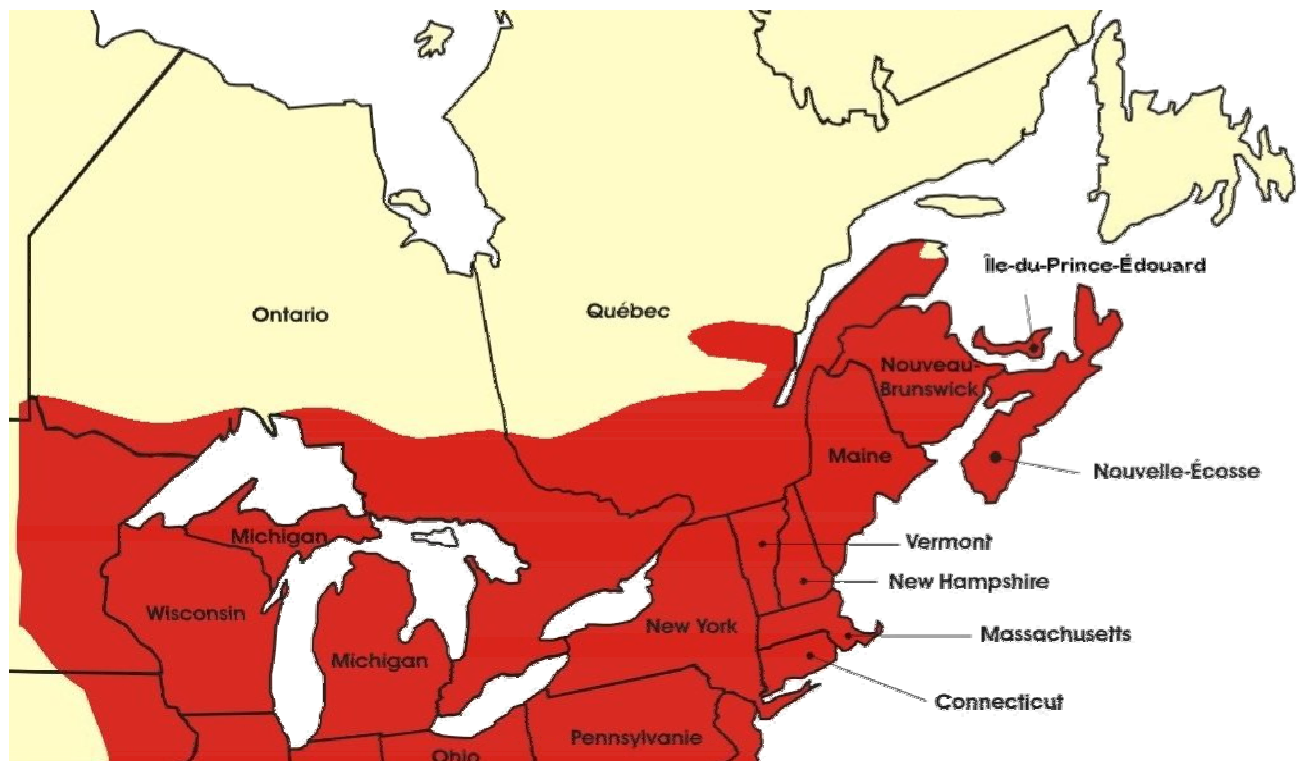 Île-du-Prince-Édouard
Ontario
Québec
Nouveau-
Brunswick
Maine
Nouvelle-Écosse
Michigan
Vermont
New Hampshire
Wisconsin
New York
Massachusetts
Michigan
Connecticut
Pennsylvanie
Ohio